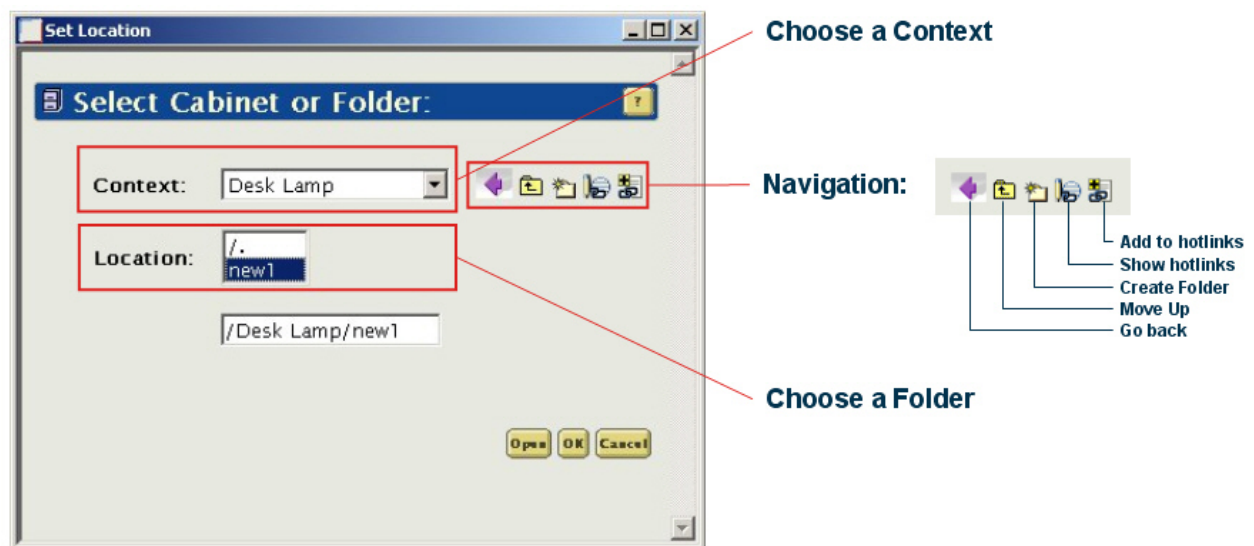 Set Location
Choose a Context
Select Cabinet or Folder:
?
Context:
Desk Lamp
Navigation:
Location:
/.
new1
Add to hotlinks
Show hotlinks
Create Folder
Move Up
Go back
/Desk Lamp/new1
Choose a Folder
Open OK Cancel